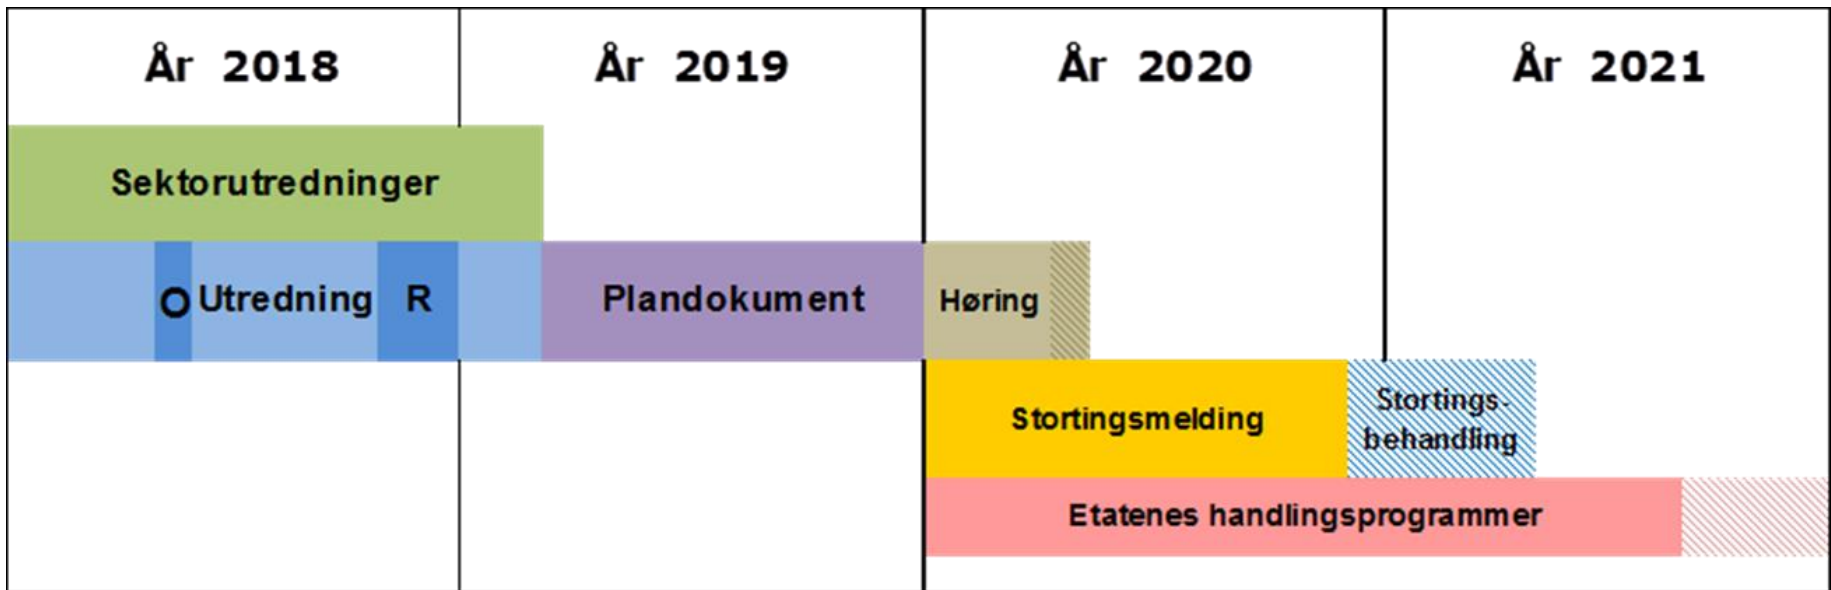 År 2018
År 2019
År 2020
År 2021
Sektorutredninger
O Utredning R
Plandokument
Høring
Stortingsmelding
Stortings-
behandling
Etatenes handlingsprogrammer